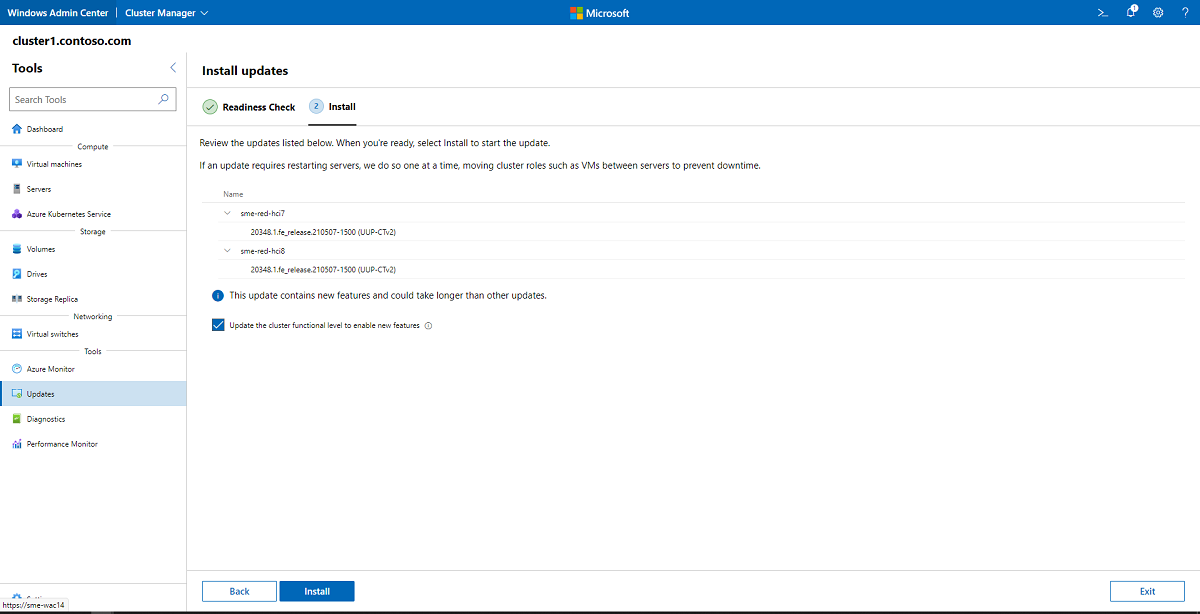 Windows Admin Center | Cluster Manager
Microsoft
1
cluster1.contoso.com
Tools
Search Tools
Dashboard
Compute
Virtual machines
Servers
Azure Kubernetes Service
Storage
Volumes
Drives
Storage Replica
Networking
Virtual switches
Tools
Azure Monitor
Updates
Diagnostics
Performance Monitor
https://sme-wac14
Install updates
Readiness Check
2 Install
Review the updates listed below. When you're ready, select Install to start the update.
If an update requires restarting servers, we do so one at a time, moving cluster roles such as VMs between servers to prevent downtime.
Name
sme-red-hci7
20348.1.fe_release.210507-1500 (UUP-CTv2)
sme-red-hci8
20348.1.fe_release.210507-1500 (UUP-CTv2)
This update contains new features and could take longer than other updates.
Update the cluster functional level to enable new features
Back
Install
Exit